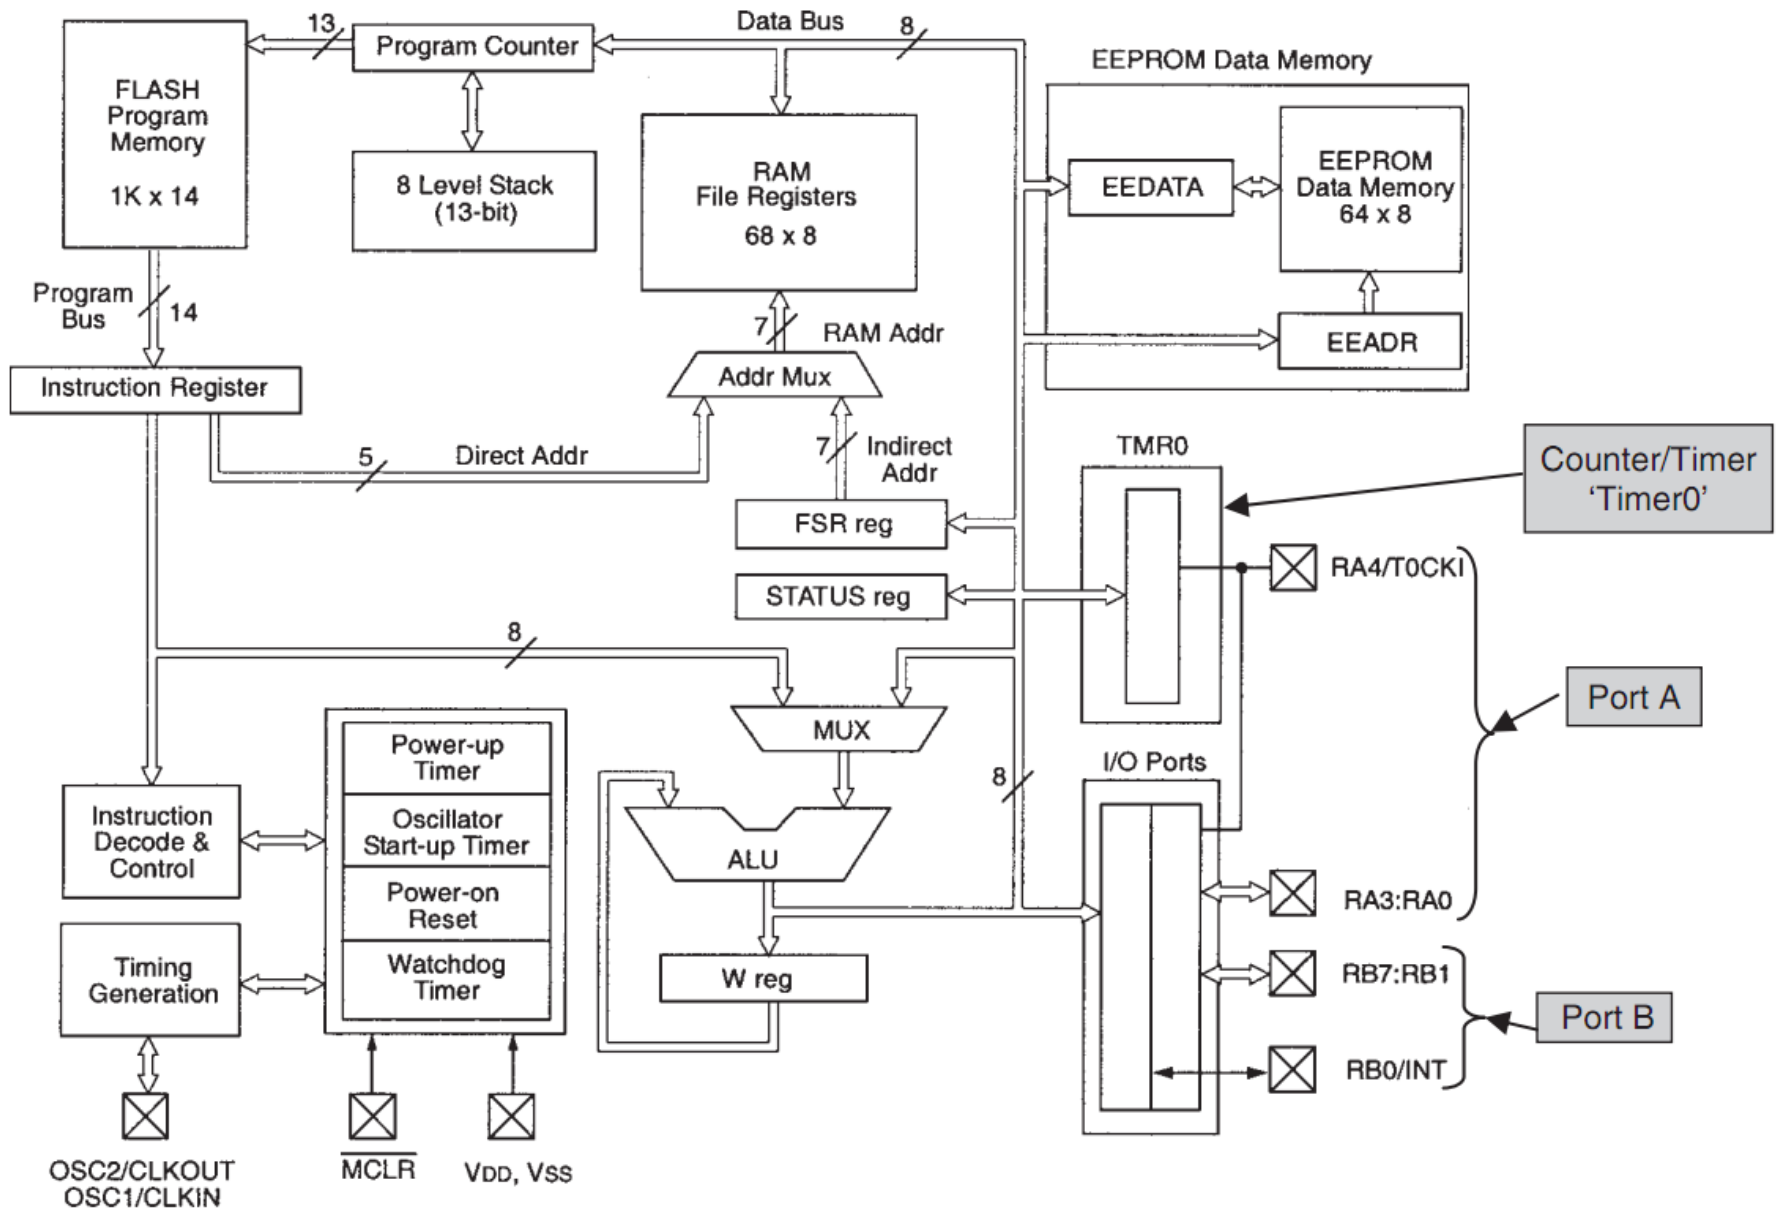 Data Bus
13
8
Program Counter
FLASH
Program
Memory
1K x 14
8 Level Stack
(13-bit)
RAM
File Registers
68 x 8
EEPROM Data Memory
EEDATA
EEPROM
Data Memory
64 x 8
EEADR
Program
Bus
14
7
RAM Addr
Addr Mux
Instruction Register
5
Direct Addr
7
Indirect
Addr
FSR reg
STATUS reg
TMR0
Counter/Timer
‘Timer0’
RA4/T0CKI
Port A
8
MUX
8
I/O Ports
ALU
W reg
Power-up
Timer
Oscillator
Start-up Timer
Power-on
Reset
Watchdog
Timer
Instruction
Decode &
Control
Timing
Generation
RA3:RA0
RB7:RB1
Port B
RB0/INT
OSC2/CLKOUT
OSC1/CLKIN
MCLR
VDD, VSS